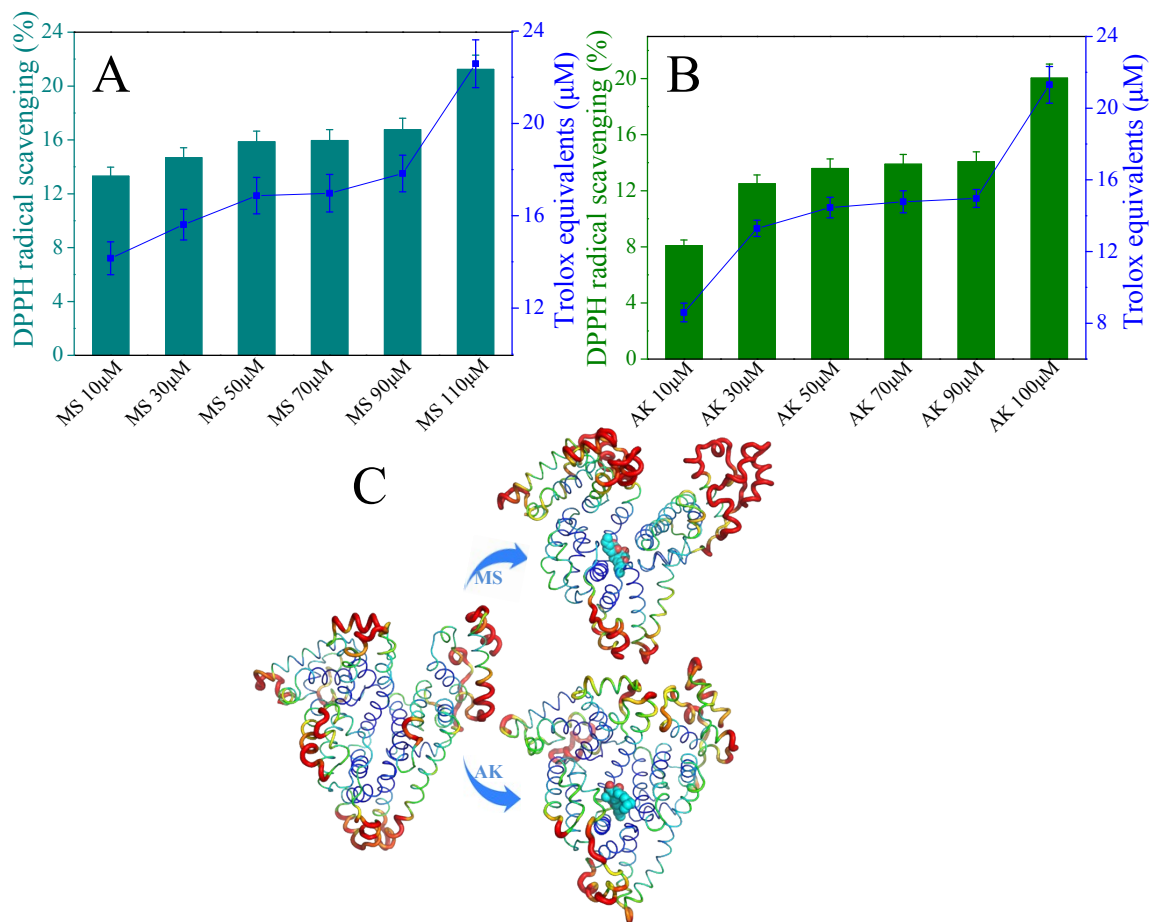 A
DPPH radical scavenging (%)
24
20
16
12
8
4
0
Trolox equivalents (μM)
24
20
16
12
MS 10μM
MS 30μM
MS 50μM
MS 70μM
MS 90μM
MS 110μM
B
DPPH radical scavenging (%)
20
16
12
8
4
0
Trolox equivalents (μM)
24
20
16
12
8
AK 10μM
AK 30μM
AK 50μM
AK 70μM
AK 90μM
AK 100μM
C
MS
AK